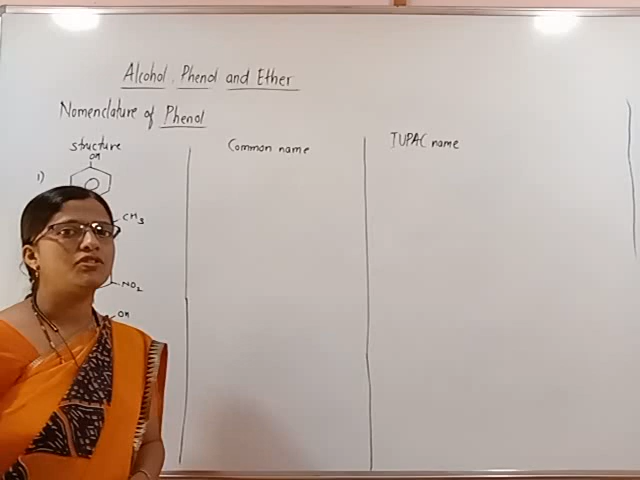 Alcohol, Phenol and Ether
Nomenclature of Phenol
structure
Common name
IUPAC name
OH
1)
CH3
NO2
OH